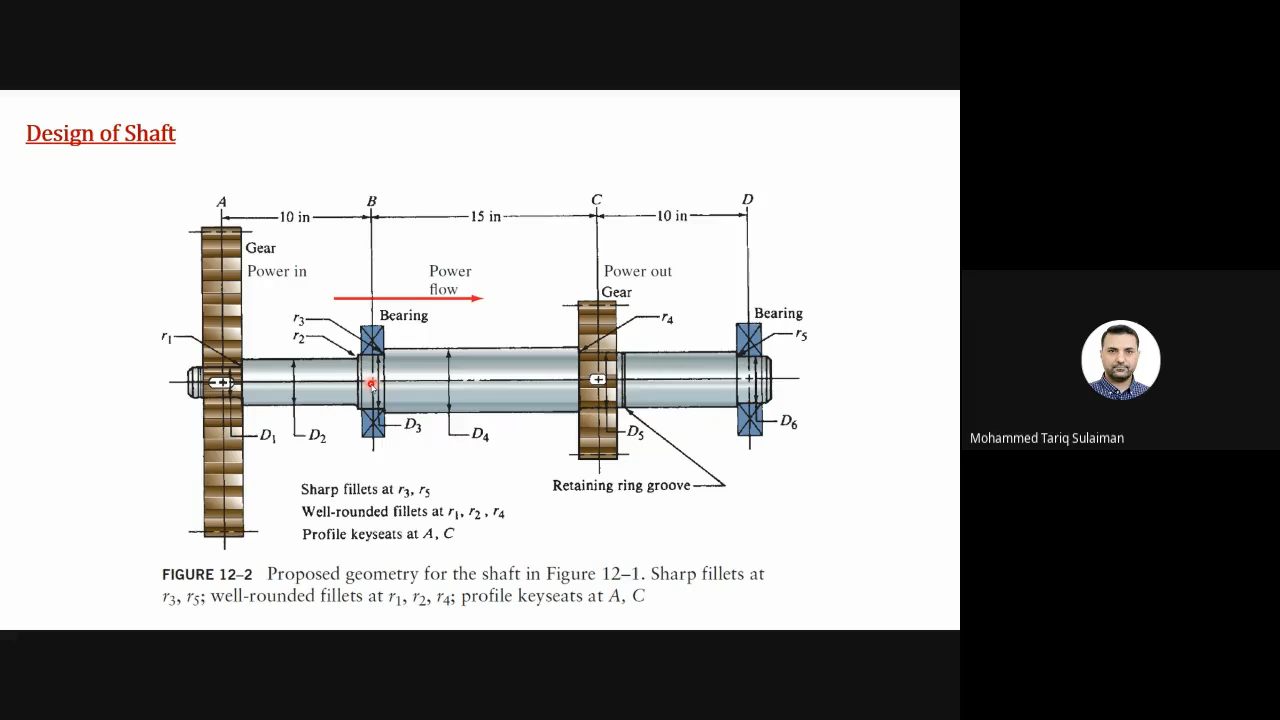 Design of Shaft
A
B
C
D
10 in
15 in
10 in
Gear
Power in
Power
flow
Power out
Gear
r3
Bearing
r4
Bearing
r1
r2
r5
D1
D2
D3
D4
D5
D6
Sharp fillets at r3, r5
Well-rounded fillets at r1, r2 , r4
Profile keyseats at A, C
Retaining ring groove
FIGURE 12–2 Proposed geometry for the shaft in Figure 12–1. Sharp fillets at
r3, r5; well-rounded fillets at r1, r2, r4; profile keyseats at A, C
Mohammed Tariq Sulaiman